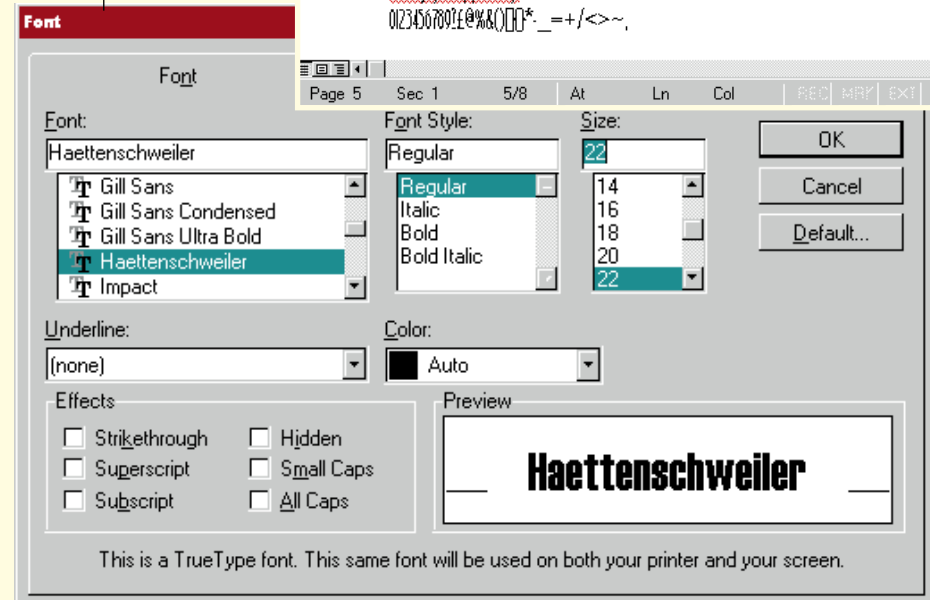 0123456789?£@%&()[]{}*-_=+/<>~,
Page 5 Sec 1 5/8 At Ln Col REC MRK EXT
Font
Font
Font: Font Style: Size:
Haettenschweiler Regular 22
OK
Gill Sans Regular 14
Cancel
Gill Sans Condensed Italic 16
Gill Sans Ultra Bold Bold 18
Default...
Haettenschweiler Bold Italic 20
Impact 22
Underline: Color:
(none) Auto
Effects Preview
Strikethrough Hidden
Superscript Small Caps
Subscript All Caps
Haettenschweiler
This is a TrueType font. This same font will be used on both your printer and your screen.